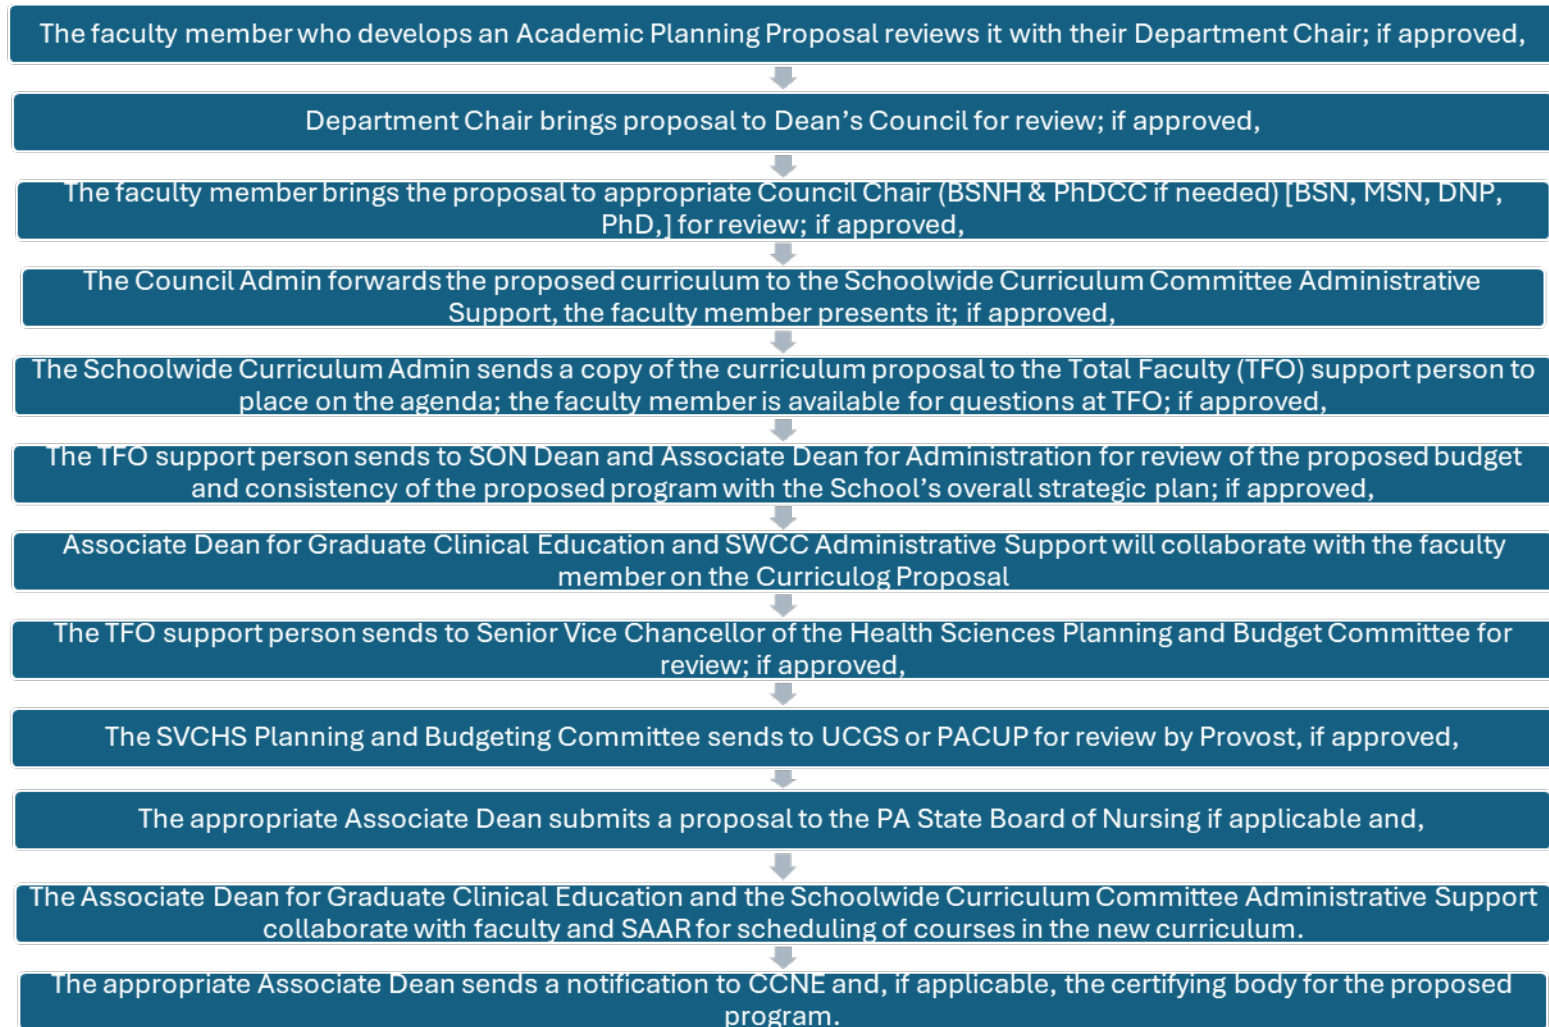 The faculty member who develops an Academic Planning Proposal reviews it with their Department Chair; if approved,
Department Chair brings proposal to Dean’s Council for review; if approved,
The faculty member brings the proposal to appropriate Council Chair (BSNH & PhDCC if needed) [BSN, MSN, DNP,
PhD,] for review; if approved,
The Council Admin forwards the proposed curriculum to the Schoolwide Curriculum Committee Administrative
Support, the faculty member presents it; if approved,
The Schoolwide Curriculum Admin sends a copy of the curriculum proposal to the Total Faculty (TFO) support person to
place on the agenda; the faculty member is available for questions at TFO; if approved,
The TFO support person sends to SON Dean and Associate Dean for Administration for review of the proposed budget
and consistency of the proposed program with the School’s overall strategic plan; if approved,
Associate Dean for Graduate Clinical Education and SWCC Administrative Support will collaborate with the faculty
member on the Curriculog Proposal
The TFO support person sends to Senior Vice Chancellor of the Health Sciences Planning and Budget Committee for
review; if approved,
The SVCHS Planning and Budgeting Committee sends to UCGS or PACUP for review by Provost, if approved,
The appropriate Associate Dean submits a proposal to the PA State Board of Nursing if applicable and,
The Associate Dean for Graduate Clinical Education and the Schoolwide Curriculum Committee Administrative Support
collaborate with faculty and SAAR for scheduling of courses in the new curriculum.
The appropriate Associate Dean sends a notification to CCNE and, if applicable, the certifying body for the proposed
program.